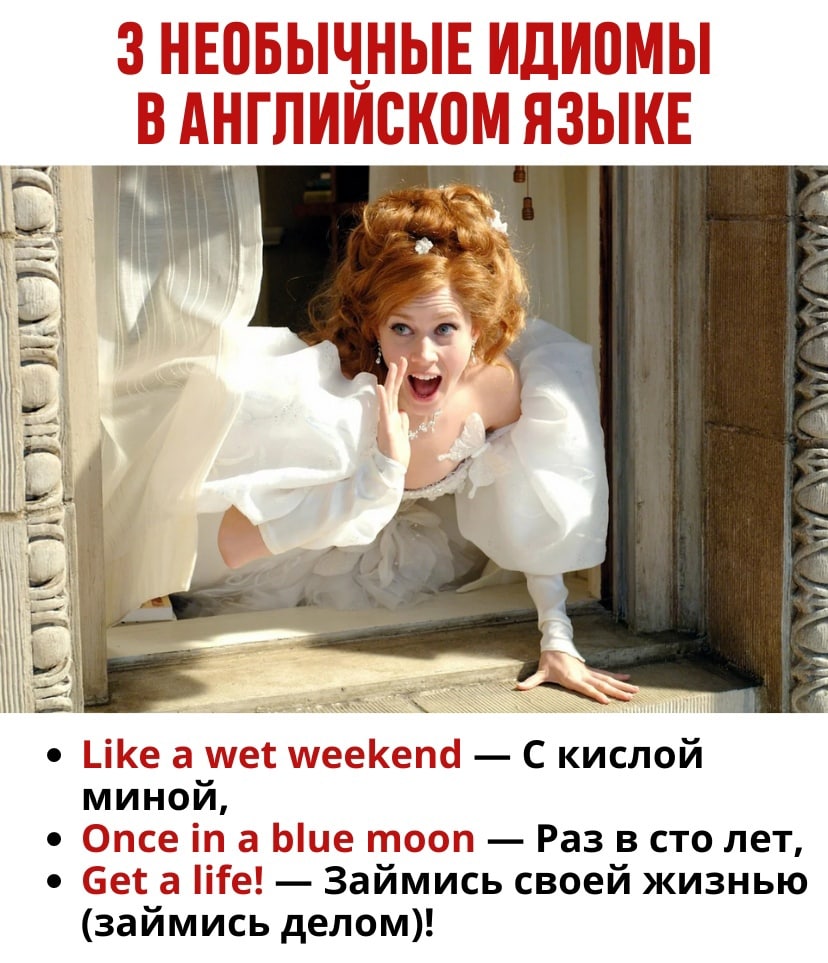 3 НЕОБЫЧНЫЕ ИДИОМЫ
В АНГЛИЙСКОМ ЯЗЫКЕ
• Like a wet weekend — С кислой
миной,
• Once in a blue moon — Раз в сто лет,
• Get a life! — Займись своей жизнью
(займись делом)!